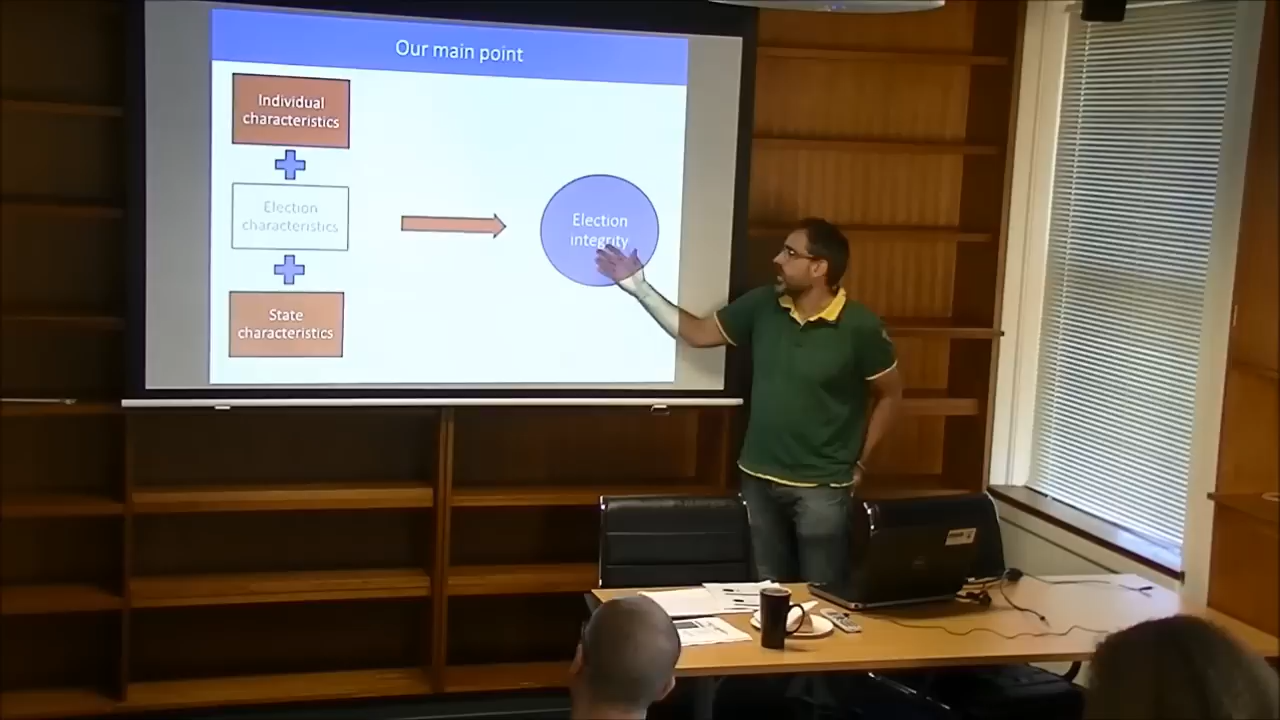 Our main point
Individual
characteristics
Election
characteristics
State
characteristics
Election
integrity